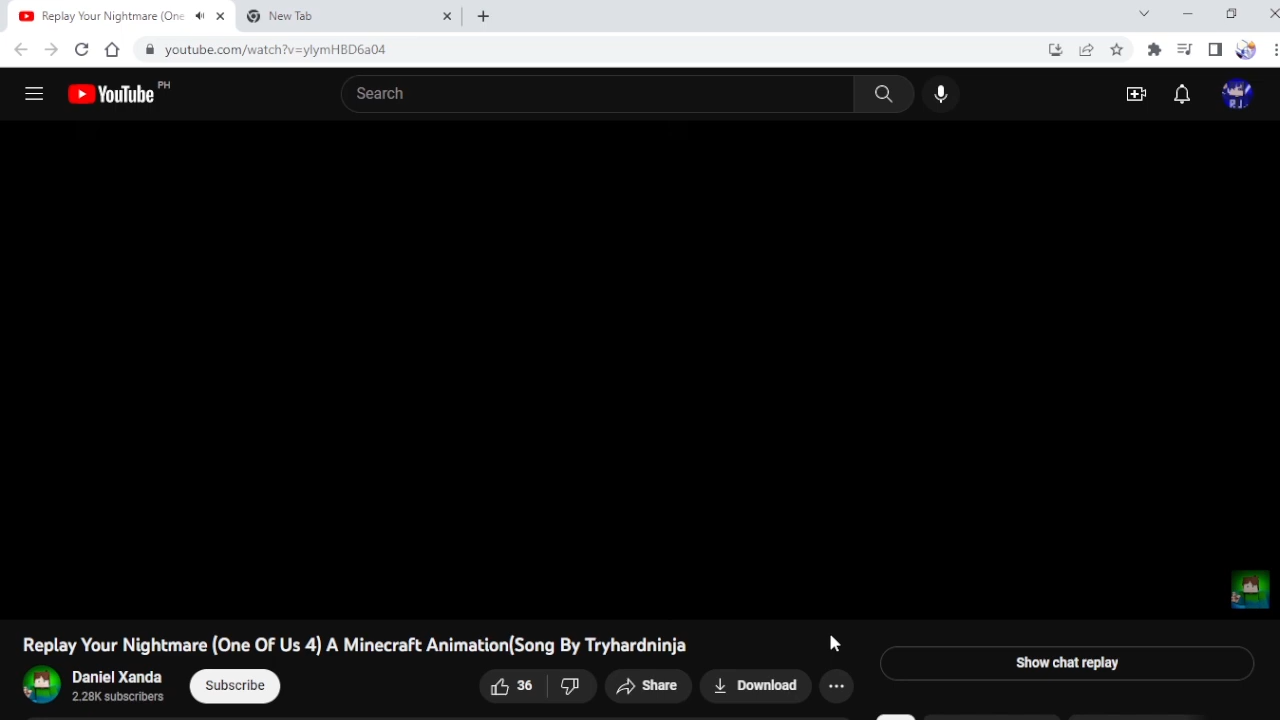 Replay Your Nightmare (One
New Tab
youtube.com/watch?v=yIymHBD6a04
YouTube PH
Search
R.J.
Replay Your Nightmare (One Of Us 4) A Minecraft Animation(Song By Tryhardninja
Daniel Xanda
2.28K subscribers
Subscribe
36
Share
Download
Show chat replay